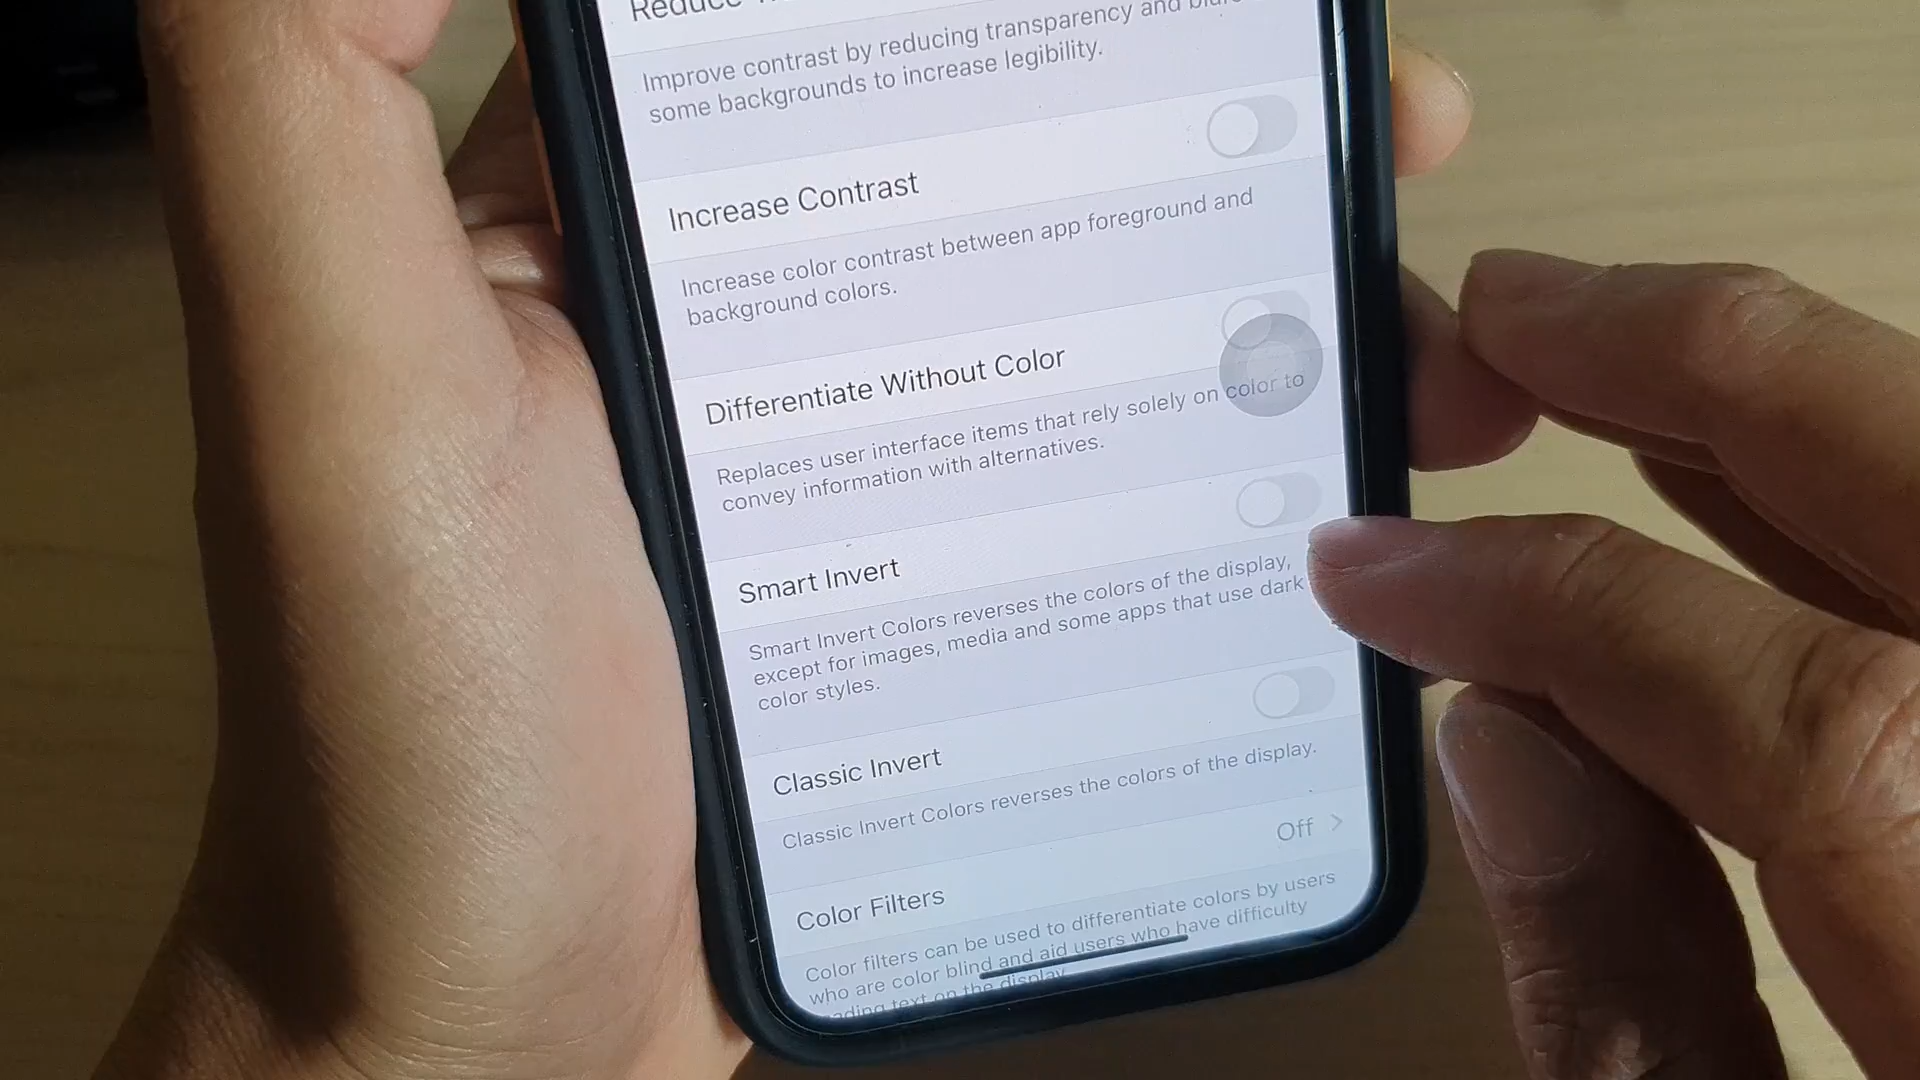 Reduce
Improve contrast by reducing transparency and blurs
some backgrounds to increase legibility.
Increase Contrast
Increase color contrast between app foreground and
background colors.
Differentiate Without Color
Replaces user interface items that rely solely on color to
convey information with alternatives.
Smart Invert
Smart Invert Colors reverses the colors of the display,
except for images, media and some apps that use dark
color styles.
Classic Invert
Classic Invert Colors reverses the colors of the display.
Color Filters
Off
Color filters can be used to differentiate colors by users
who are color blind and aid users who have difficulty
text on the display.